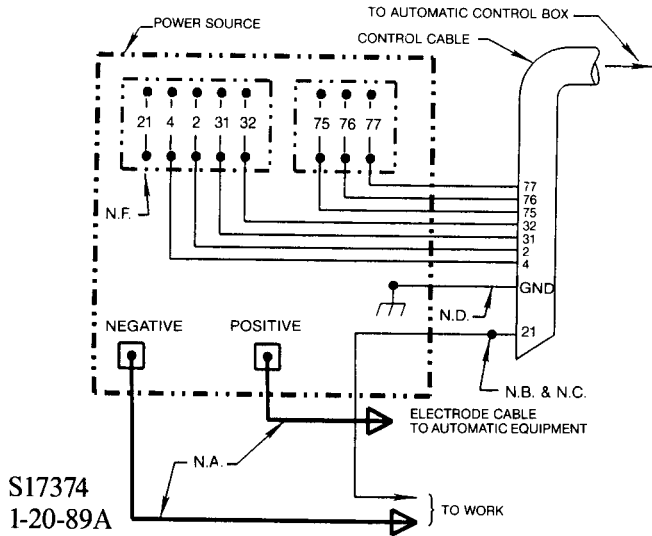 TO AUTOMATIC CONTROL BOX
POWER SOURCE
CONTROL CABLE
21 4 2 31 32
75 76 77
N.F.
77
76
75
32
31
2
4
GND
N.D.
21
NEGATIVE
POSITIVE
N.B. & N.C.
ELECTRODE CABLE
TO AUTOMATIC EQUIPMENT
N.A.
S17374
1-20-89A
TO WORK